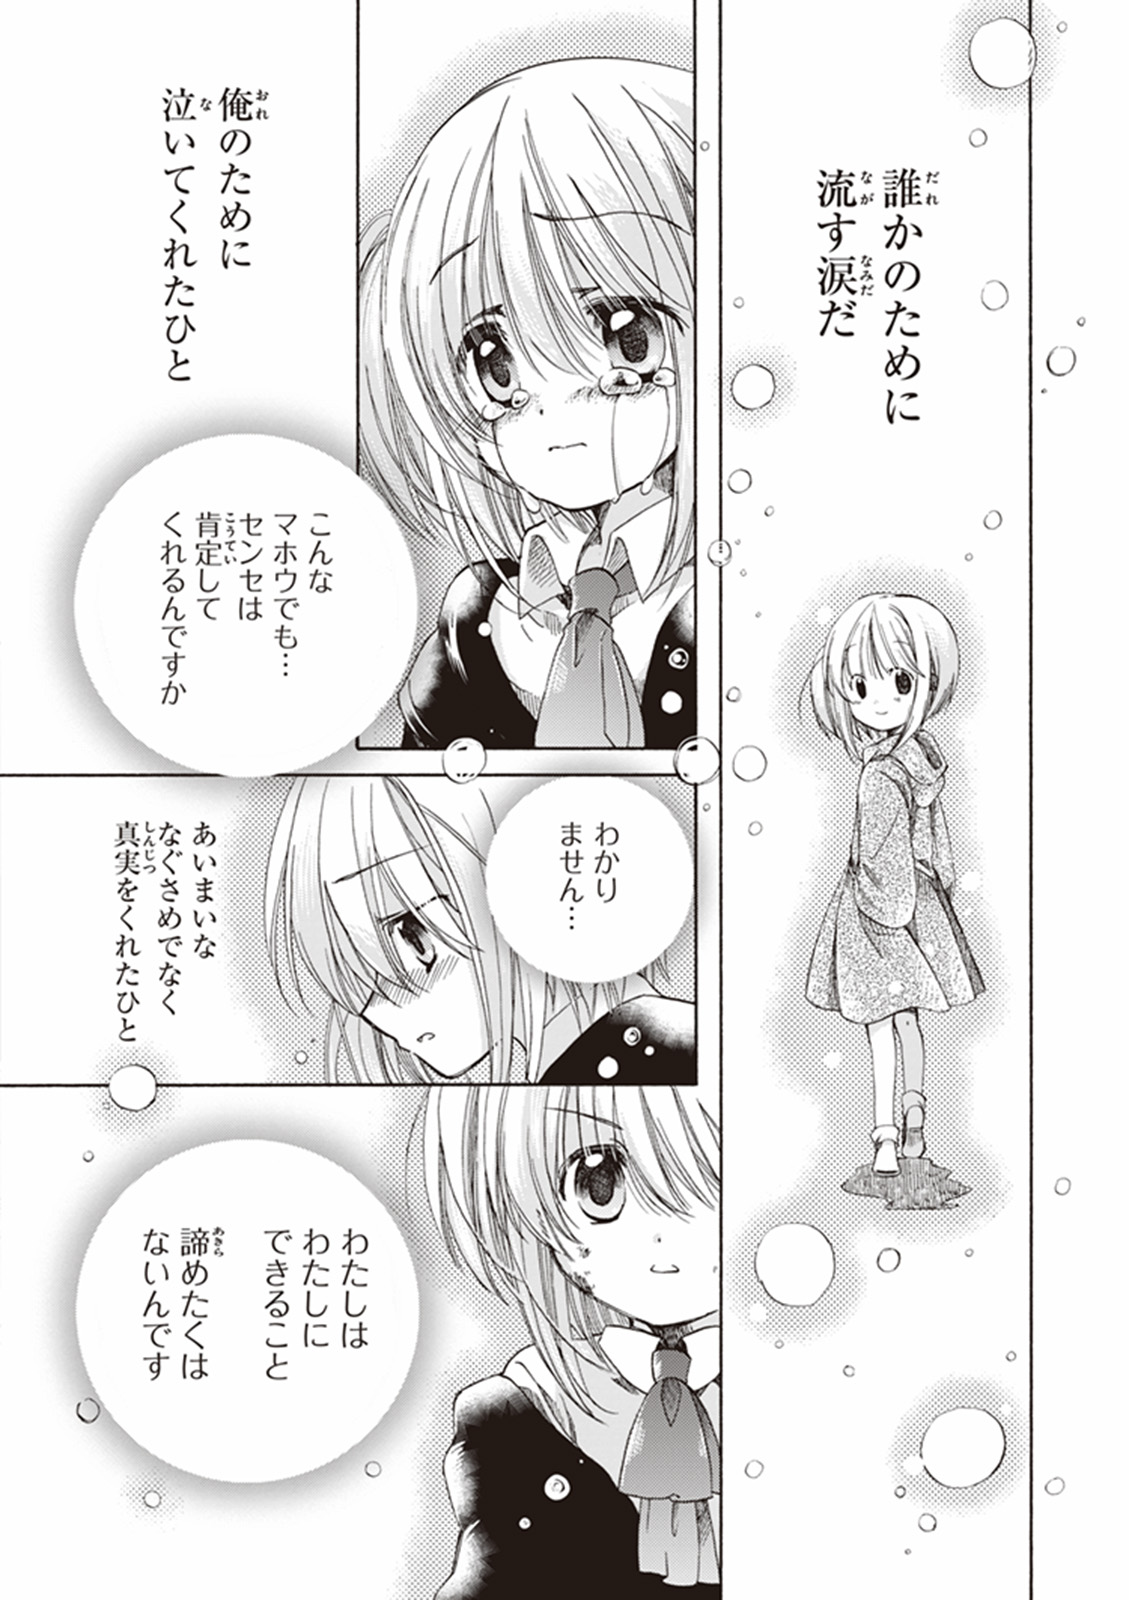 誰かのために
流す涙だ
俺のために
泣いてくれたひと
こんな
マホウでも…
センセは
肯定して
くれるんですか
わかり
ません…
あいまいな
なぐさめでなく
真実をくれたひと
わたしは
わたしに
できること
諦めたくは
ないんです